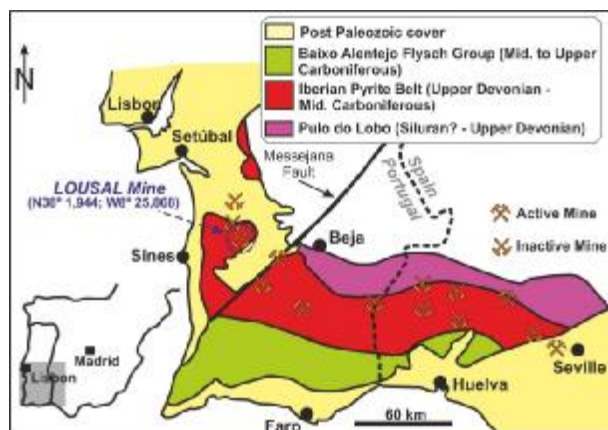 Post Paleozoic cover
Baixo Alentejo Flysch Group (Mid. to Upper
Carboniferous)
Iberian Pyrite Belt (Upper Devonian -
Mid. Carboniferous)
Pulo do Lobo (Siluran? - Upper Devonian)
N
Lisbon
Setúbal
Messejana
Fault
Spain
Portugal
LOUSAL Mine
(N38° 1,944; W8° 25,860)
Active Mine
Beja
Inactive Mine
Sines
Madrid
Lisbon
Seville
Huelva
Faro
60 km